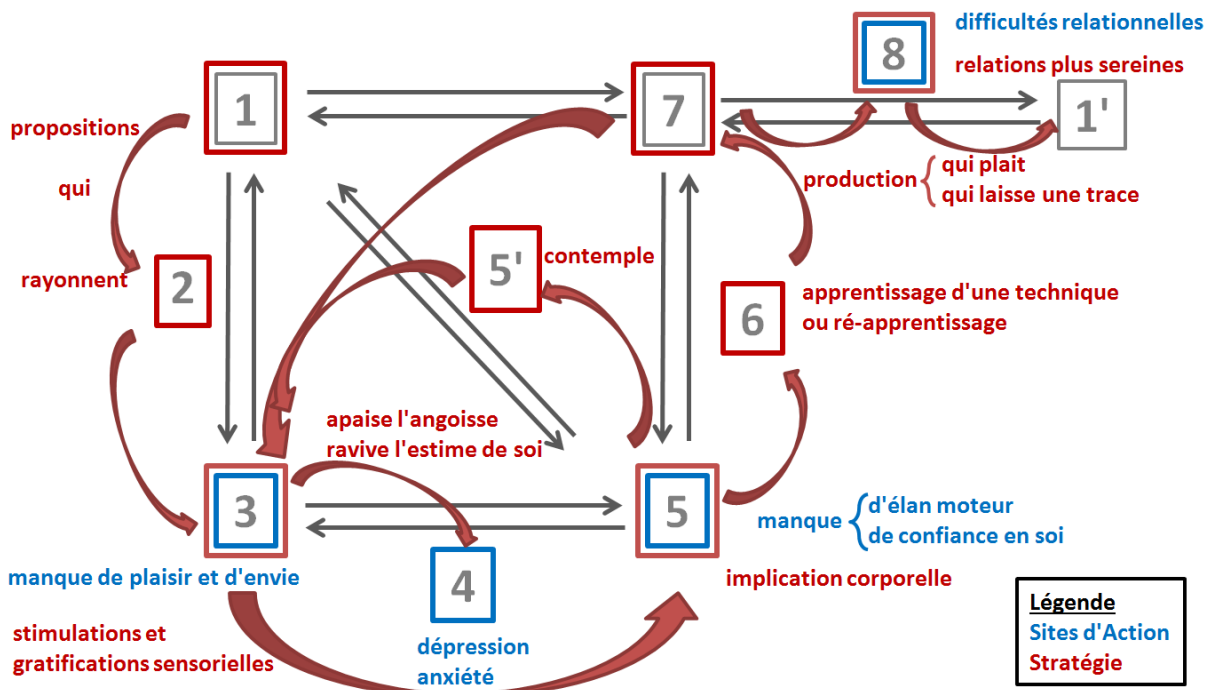 8
difficultés relationnelles
relations plus sereines
1
7
1'
propositions
qui
rayonnent
2
production
qui plait
qui laisse une trace
5'
contemple
6
apprentissage d'une technique
ou ré-apprentissage
apaise l'angoisse
ravive l'estime de soi
3
5
manque
d'élan moteur
de confiance en soi
manque de plaisir et d'envie
4
implication corporelle
stimulations et
gratifications sensorielles
dépression
anxiété
Légende
Sites d'Action
Stratégie